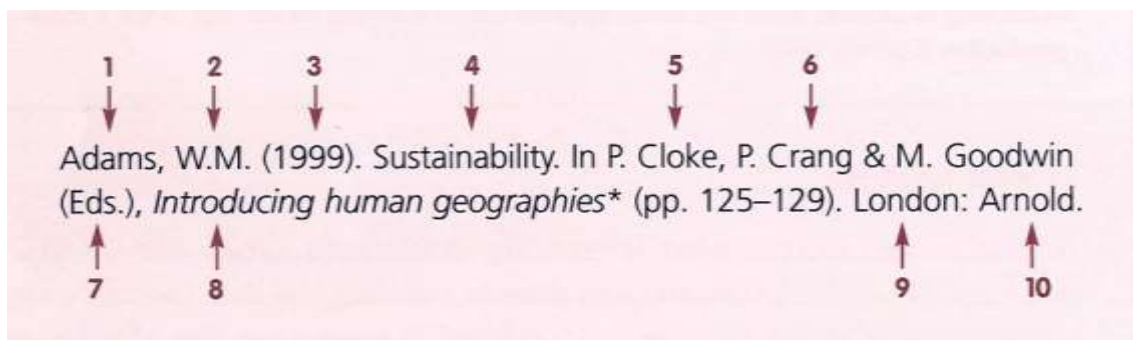 1 2 3 4 5 6
Adams, W.M. (1999). Sustainability. In P. Cloke, P. Crang & M. Goodwin
(Eds.), Introducing human geographies* (pp. 125–129). London: Arnold.
7 8 9 10